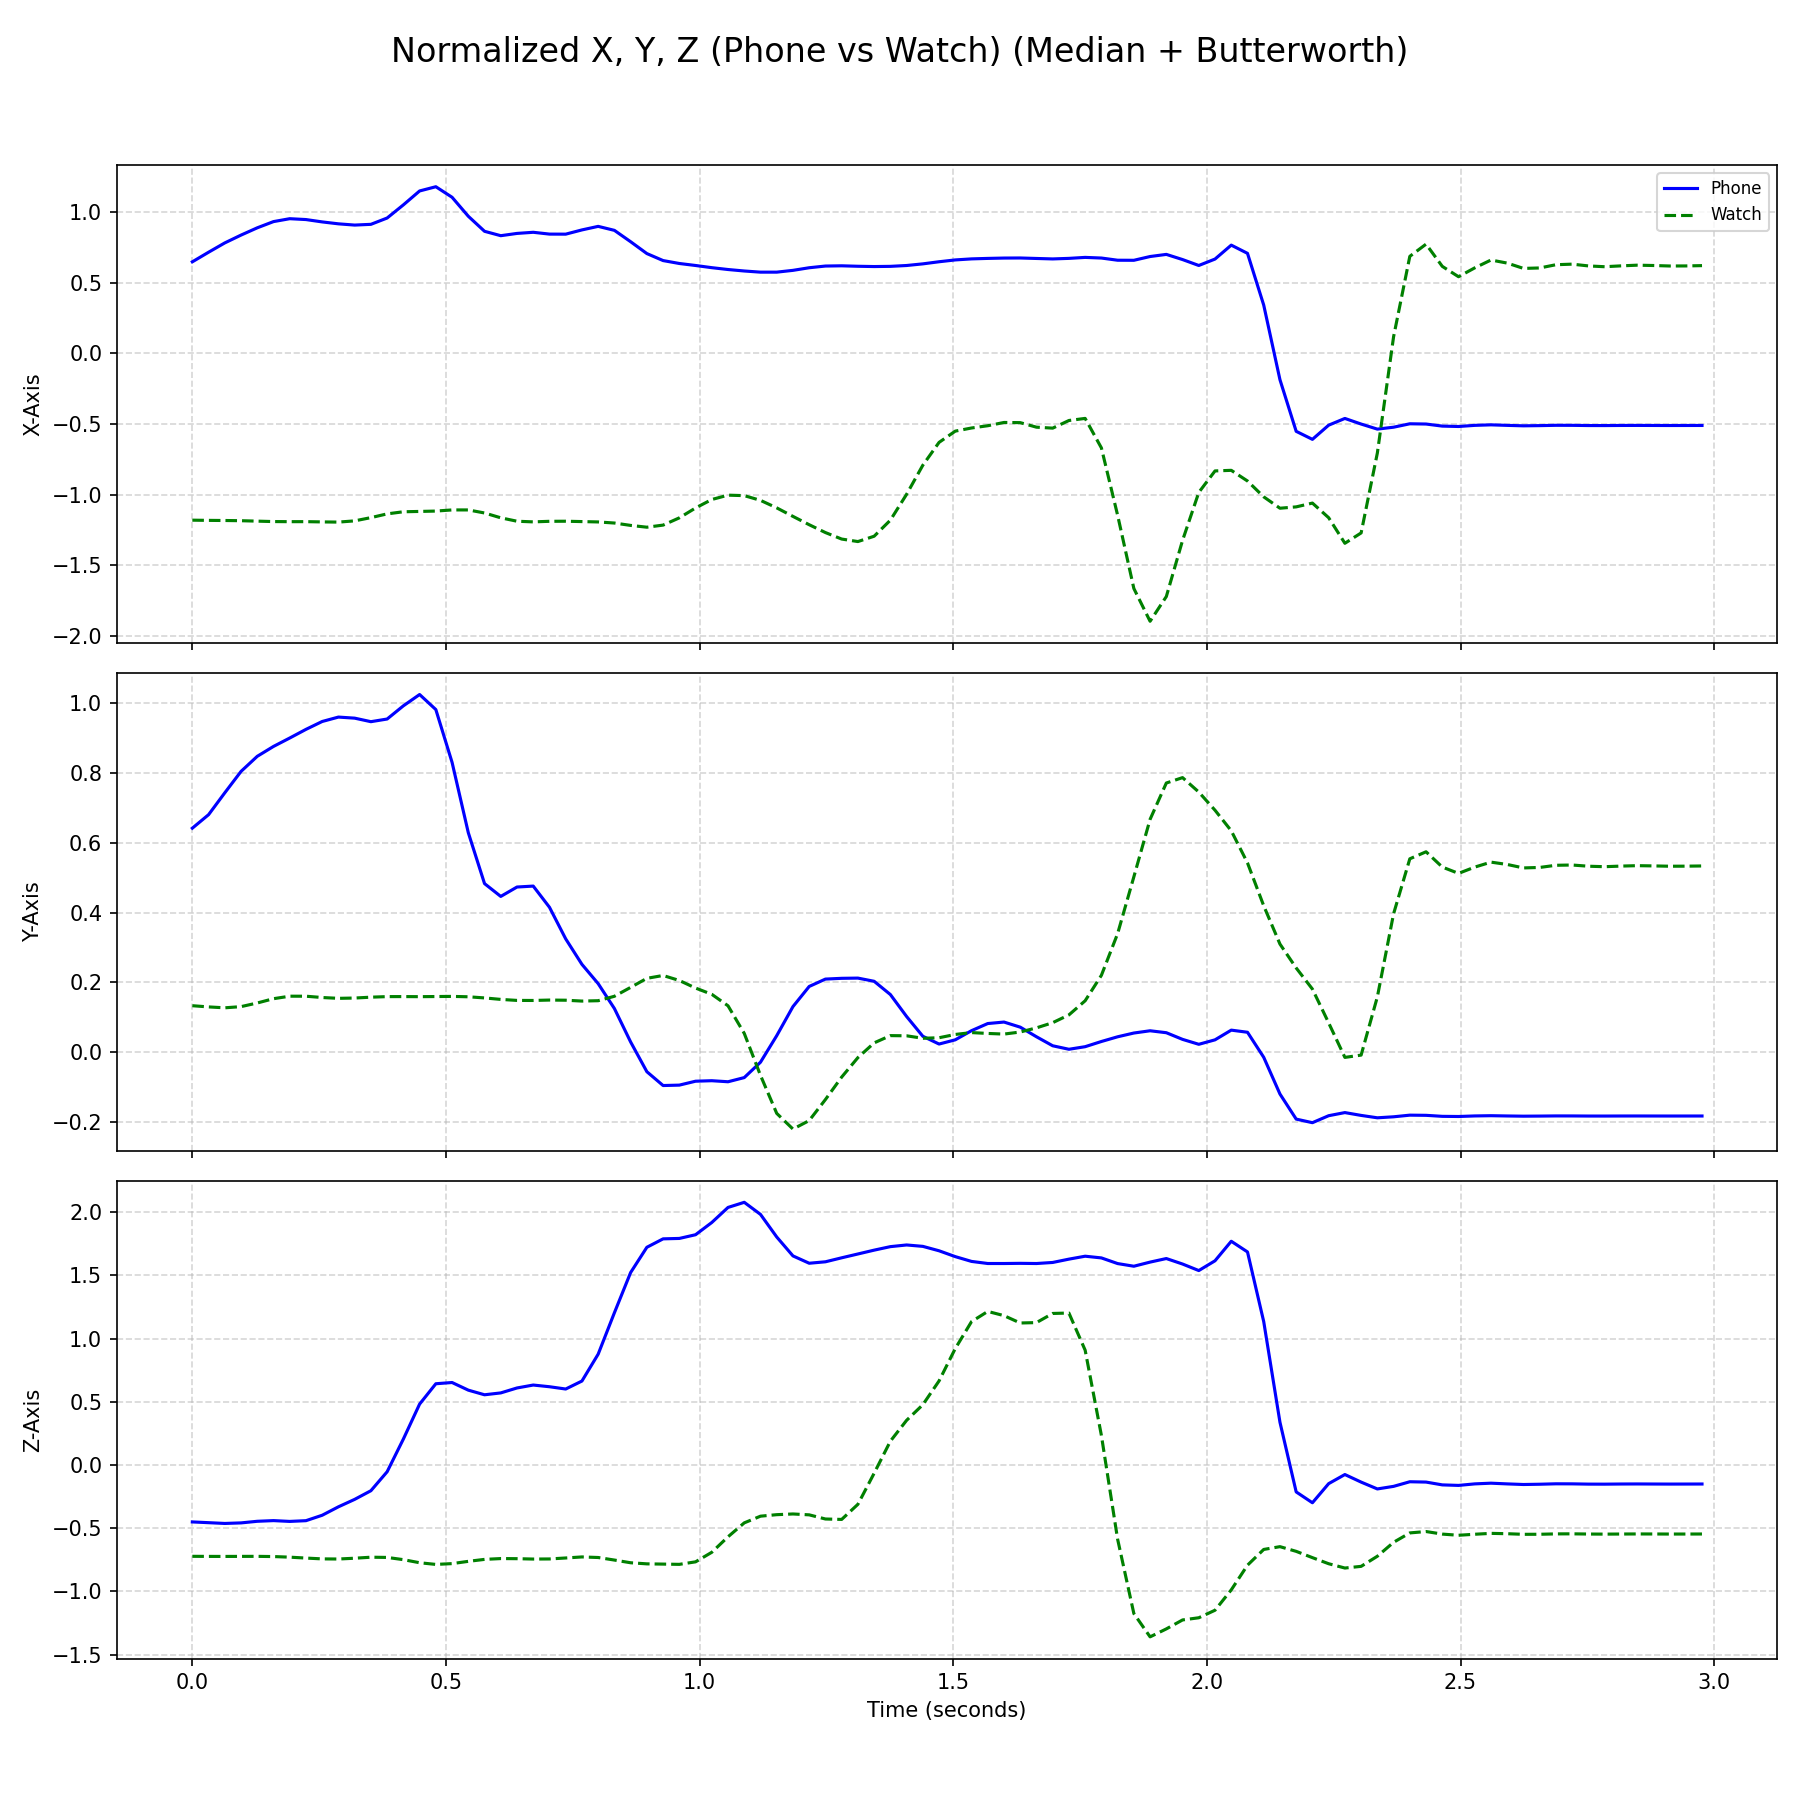 Normalized X, Y, Z (Phone vs Watch) (Median + Butterworth)
Phone
Watch
X-Axis
1.0
0.5
0.0
−0.5
−1.0
−1.5
−2.0
Y-Axis
1.0
0.8
0.6
0.4
0.2
0.0
−0.2
Z-Axis
2.0
1.5
1.0
0.5
0.0
−0.5
−1.0
−1.5
0.0 0.5 1.0 1.5 2.0 2.5 3.0
Time (seconds)